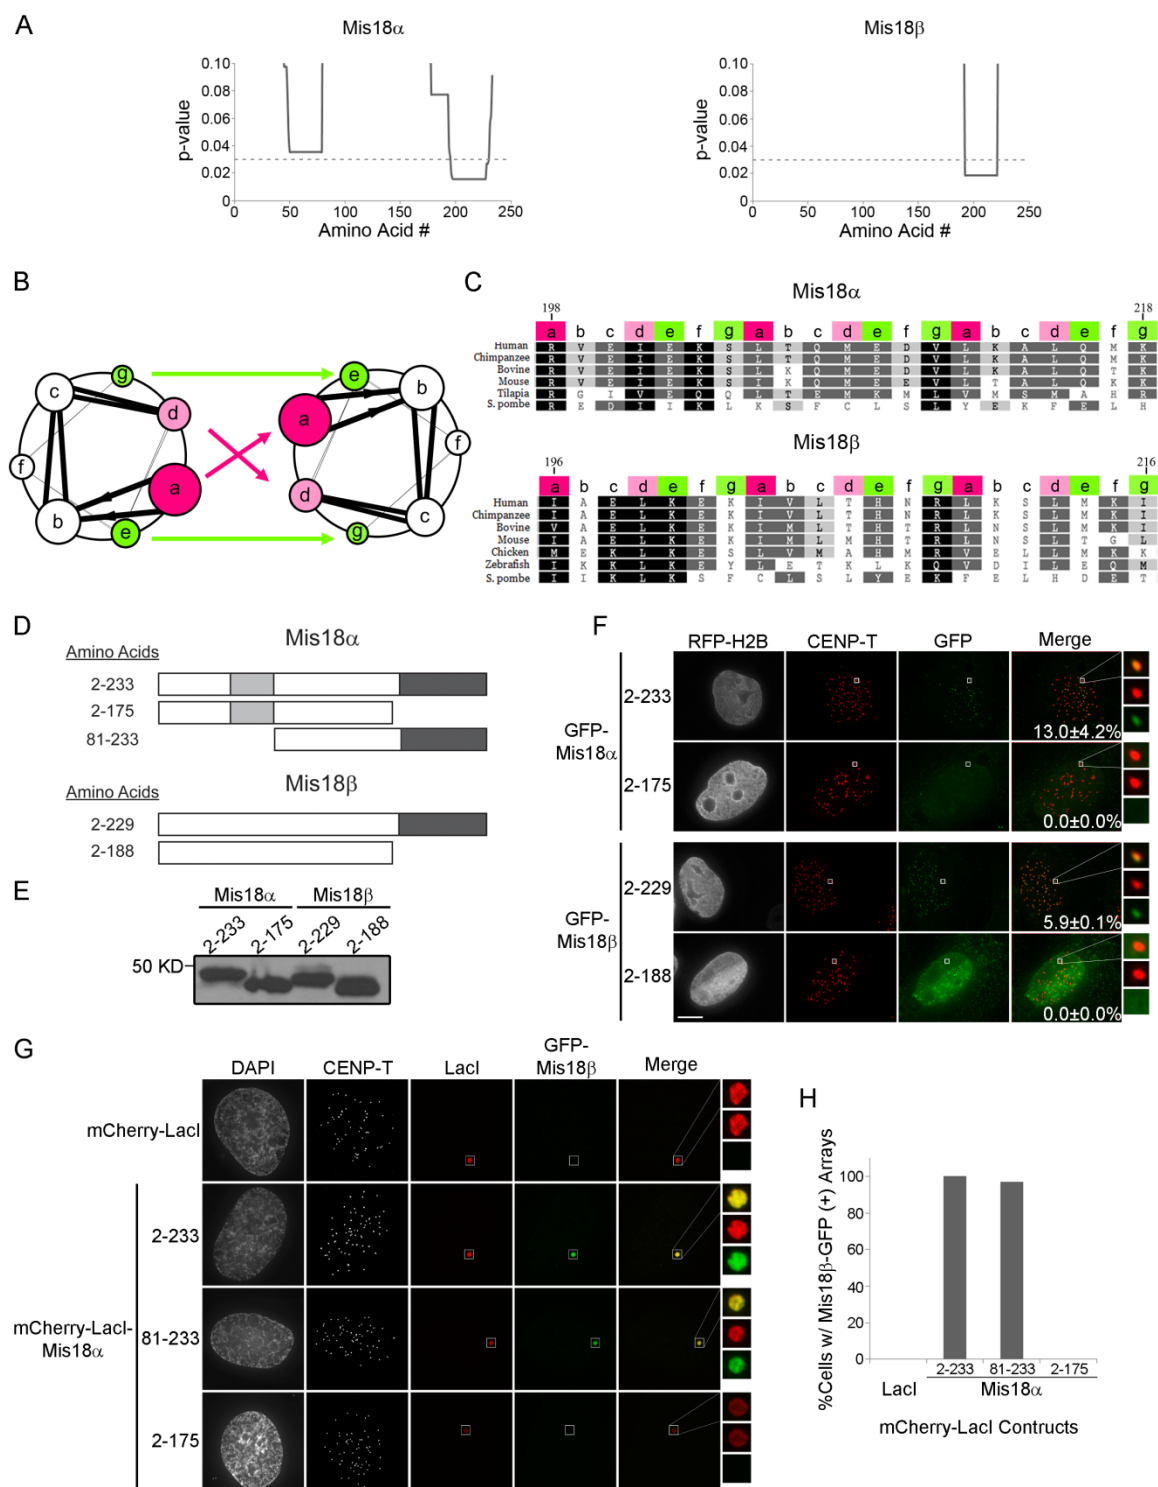 A
Mis18α
Mis18β
0.10
0.08
0.06
0.04
0.02
0
p-value
0 50 100 150 200 250
Amino Acid #
0.10
0.08
0.06
0.04
0.02
0
p-value
0 50 100 150 200 250
Amino Acid #
B
g e
c d b
a
f f
a
d
b c
e g
C
Mis18α
198 218
a b c d e f g a b c d e f g a b c d e f g
Human R V E I E K S L T Q M E D V L K A L Q M K
Chimpanzee R V E I E K S L T Q M E D V L K A L Q T K
Bovine R V E I E K S L T Q M E D V L K A L Q T K
Mouse R V E I E K S I K Q M E E V L T A L Q M K
Tilapia R G I V E Q Q L T E M K L V M S M A H R
S. pombe R E D I I K L K S F C L S L Y E K F E L H
Mis18β
196 216
a b c d e f g a b c d e f g a b c d e f g
Human I A E L K E K I V L T H N R L K S L M K I
Chimpanzee I A E L K E K I V L T H N R L K S L M K I
Bovine V A E L K E K I M L T H T R L N S L M K I
Mouse I A E L K E K I M L T H T R L N S L T G L
Chicken M E K L K E S L V M A H M R V E L L M K K
Zebrafish I K K L K E Y L E T K L K Q V D I L E Q M
S. pombe I I K L K S F C L S L Y E K F E L H D E T
D
Mis18α
Amino Acids
2-233
2-175
81-233
Mis18β
Amino Acids
2-229
2-188
E
Mis18α Mis18β
2-233 2-175 2-229 2-188
50 KD
F
RFP-H2B CENP-T GFP Merge
GFP-Mis18α
2-233
13.0±4.2%
2-175
0.0±0.0%
GFP-Mis18β
2-229
5.9±0.1%
2-188
0.0±0.0%
G
DAPI CENP-T LacI GFP-Mis18β Merge
mCherry-LacI
mCherry-LacI-Mis18α
2-233
81-233
2-175
H
%Cells w/ Mis18β-GFP (+) Arrays
100
80
60
40
20
0
2-233 81-233 2-175
LacI Mis18α
mCherry-LacI Contructs